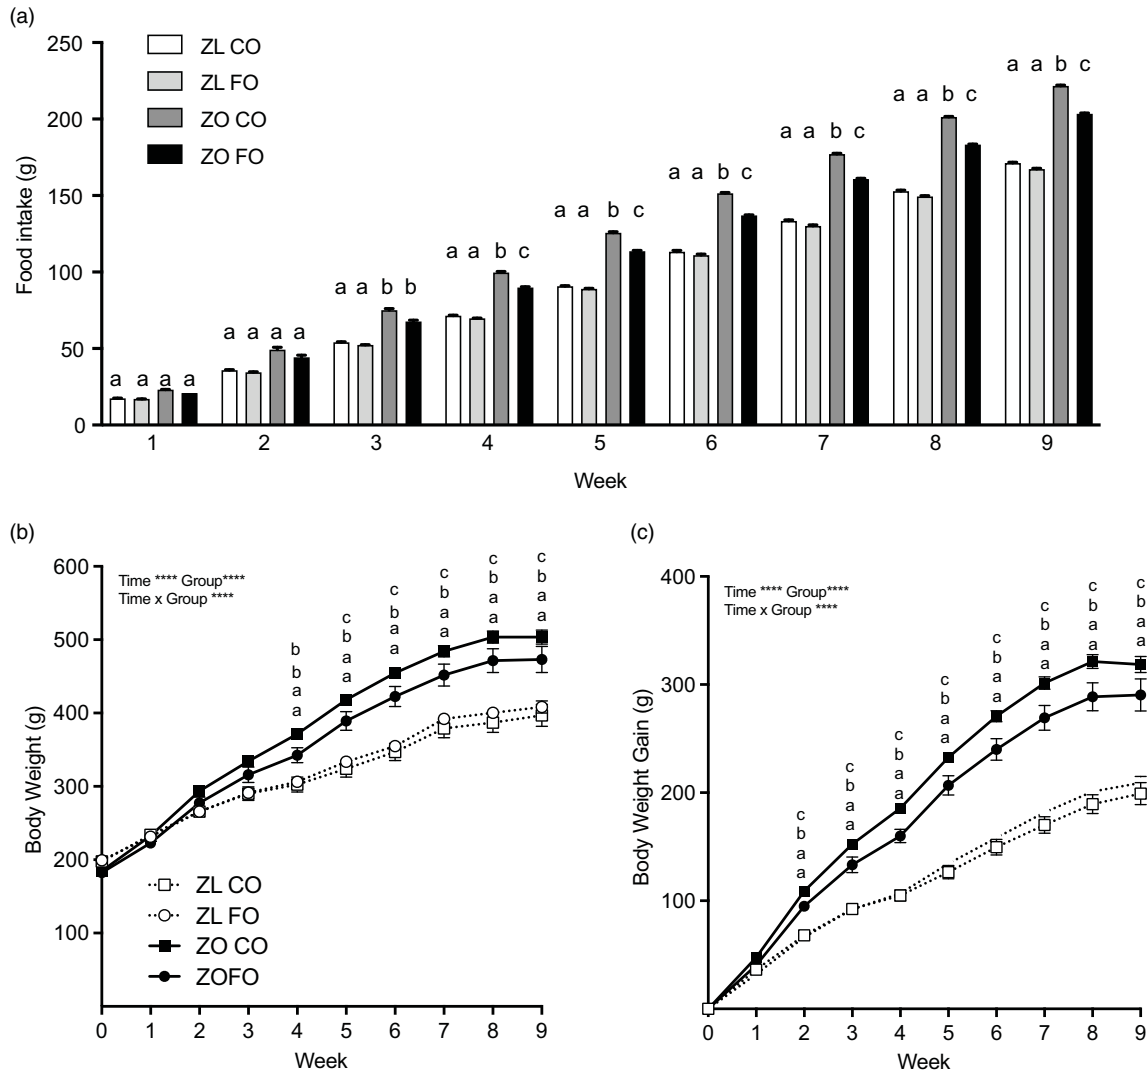 (a)
250
200
150
100
50
0
Food intake (g)
ZL CO
ZL FO
ZO CO
ZO FO
a a a a
a a a a
a a b b
a a b c
a a b c
a a b c
a a b c
a a b c
a a b c
1 2 3 4 5 6 7 8 9
Week
(b)
600
500
400
300
200
100
Body Weight (g)
Time **** Group****
Time x Group ****
b
b
a
a
c
b
a
a
c
b
a
a
c
b
a
a
c
b
a
a
c
b
a
a
ZL CO
ZL FO
ZO CO
ZOFO
0 1 2 3 4 5 6 7 8 9
Week
(c)
400
300
200
100
0
Body Weight Gain (g)
Time **** Group****
Time x Group ****
c
b
a
a
c
b
a
a
c
b
a
a
c
b
a
a
c
b
a
a
c
b
a
a
c
b
a
a
c
b
a
a
0 1 2 3 4 5 6 7 8 9
Week